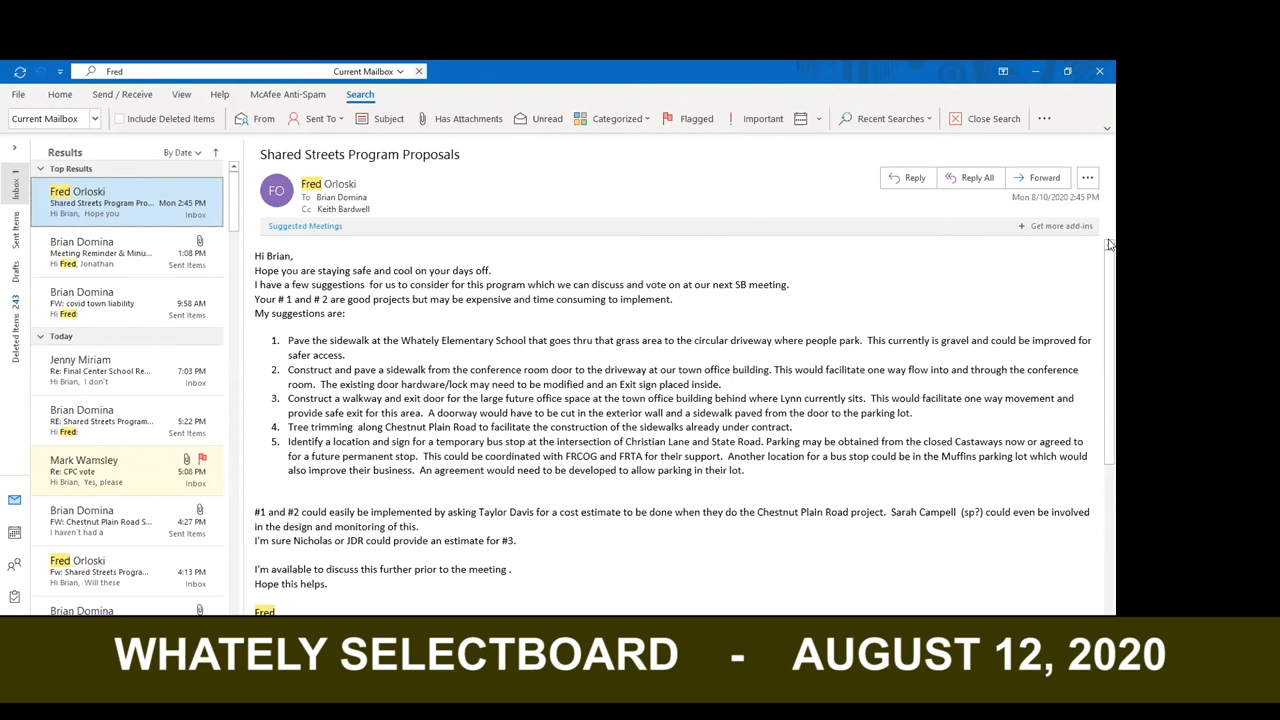 Fred
Current Mailbox
File Home Send / Receive View Help McAfee Anti-Spam Search
Current Mailbox Include Deleted Items From Sent To Subject Has Attachments Unread Categorized Flagged Important Recent Searches Close Search
Results By Date
Top Results
Fred Orloski
Shared Streets Program Pro... Mon 2:45 PM
Hi Brian, Hope you Inbox
Brian Domina
Meeting Reminder & Minu... 1:08 PM
Hi Fred, Jonathan Sent Items
Brian Domina
FW: covid town liability 9:58 AM
Hi Fred: Sent Items
Today
Jenny Miriam
Re: Final Center School Re... 7:03 PM
Hi Brian, I don't Inbox
Brian Domina
RE: Shared Streets Program... 5:22 PM
Hi Fred: Sent Items
Mark Wamsley
Re: CPC vote 5:08 PM
Hi Brian, Yes, please Inbox
Brian Domina
FW: Chestnut Plain Road S... 4:27 PM
I haven't had a Sent Items
Fred Orloski
Fw: Shared Streets Progra... 4:13 PM
Hi Brian, Will these Inbox
Brian Domina
Inbox 1
Sent Items
Drafts
Deleted Items 243
Shared Streets Program Proposals
FO
Fred Orloski
To Brian Domina
Cc Keith Bardwell
Reply Reply All Forward
Mon 8/10/2020 2:45 PM
Suggested Meetings + Get more add-ins
Hi Brian,
Hope you are staying safe and cool on your days off.
I have a few suggestions for us to consider for this program which we can discuss and vote on at our next SB meeting.
Your # 1 and # 2 are good projects but may be expensive and time consuming to implement.
My suggestions are:
1. Pave the sidewalk at the Whately Elementary School that goes thru that grass area to the circular driveway where people park. This currently is gravel and could be improved for
safer access.
2. Construct and pave a sidewalk from the conference room door to the driveway at our town office building. This would facilitate one way flow into and through the conference
room. The existing door hardware/lock may need to be modified and an Exit sign placed inside.
3. Construct a walkway and exit door for the large future office space at the town office building behind where Lynn currently sits. This would facilitate one way movement and
provide safe exit for this area. A doorway would have to be cut in the exterior wall and a sidewalk paved from the door to the parking lot.
4. Tree trimming along Chestnut Plain Road to facilitate the construction of the sidewalks already under contract.
5. Identify a location and sign for a temporary bus stop at the intersection of Christian Lane and State Road. Parking may be obtained from the closed Castaways now or agreed to
for a future permanent stop. This could be coordinated with FRCOG and FRTA for their support. Another location for a bus stop could be in the Muffins parking lot which would
also improve their business. An agreement would need to be developed to allow parking in their lot.
#1 and #2 could easily be implemented by asking Taylor Davis for a cost estimate to be done when they do the Chestnut Plain Road project. Sarah Campell (sp?) could even be involved
in the design and monitoring of this.
I'm sure Nicholas or JDR could provide an estimate for #3.
I'm available to discuss this further prior to the meeting .
Hope this helps.
Fred
WHATELY SELECTBOARD - AUGUST 12, 2020